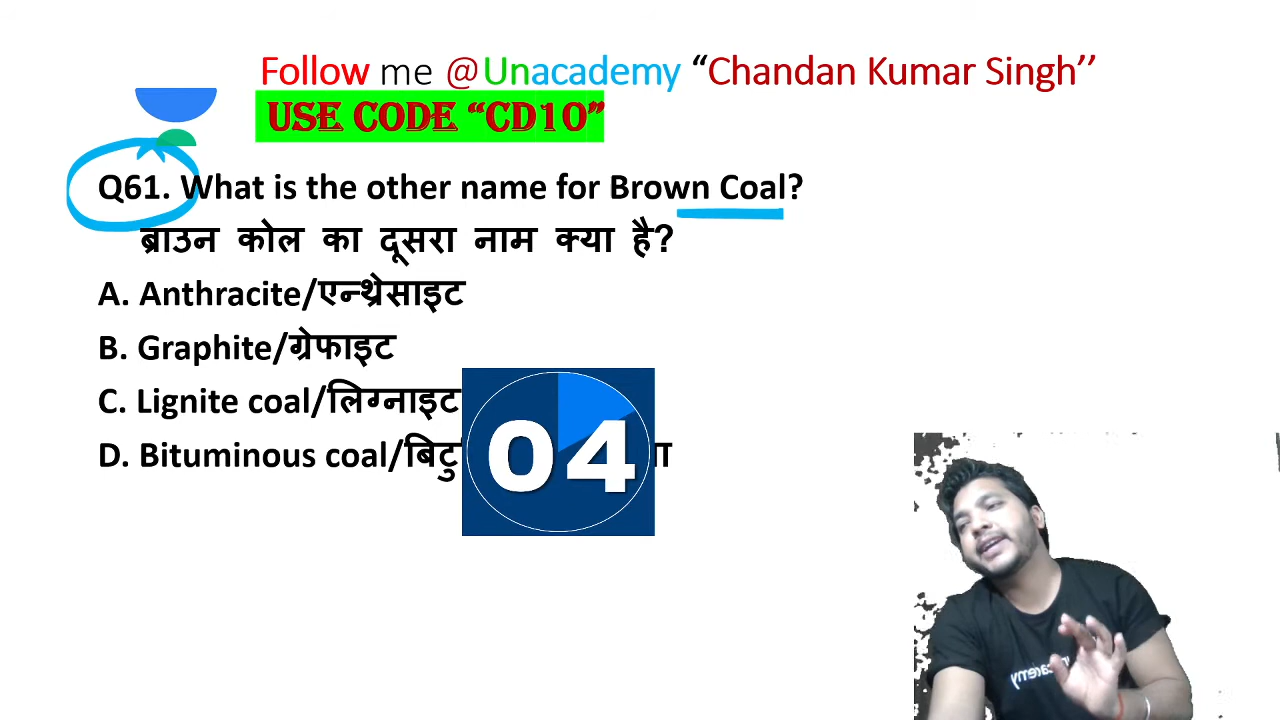 Follow me @Unacademy “Chandan Kumar Singh’’
USE CODE “CD10”
Q61. What is the other name for Brown Coal?
ब्राउन कोल का दूसरा नाम क्या है?
A. Anthracite/एन्थ्रेसाइट
B. Graphite/ग्रेफाइट
C. Lignite coal/लिग्नाइट
D. Bituminous coal/
04